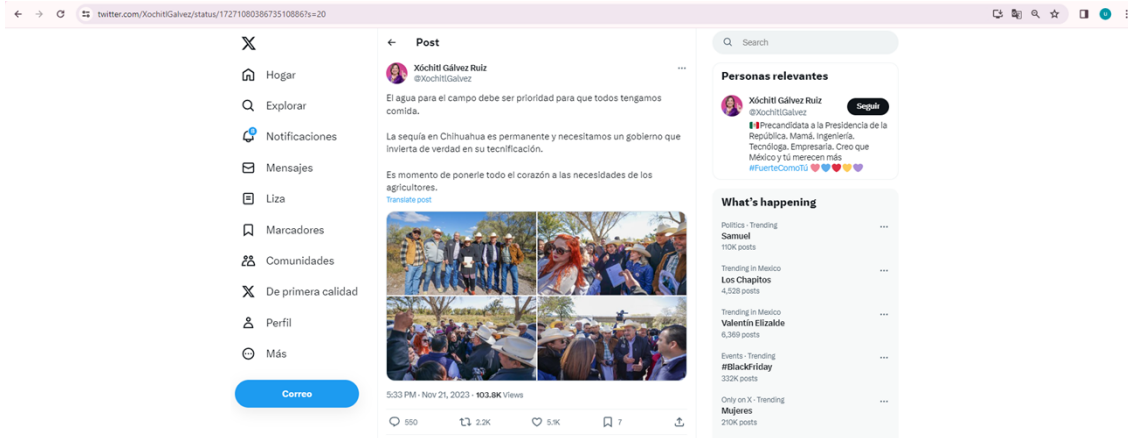 twitter.com/XochitlGalvez/status/1727108038673510886?s=20
Hogar
Explorar
Notificaciones
Mensajes
Liza
Marcadores
Comunidades
De primera calidad
Perfil
Más
Correo
Post
Xóchitl Gálvez Ruiz
@XochitlGalvez
El agua para el campo debe ser prioridad para que todos tengamos
comida.
La sequía en Chihuahua es permanente y necesitamos un gobierno que
invierta de verdad en su tecnificación.
Es momento de ponerle todo el corazón a las necesidades de los
agricultores.
Translate post
5:33 PM · Nov 21, 2023 · 103.8K Views
550 2.2K 5.1K 7
Search
Personas relevantes
Xóchitl Gálvez Ruiz
@XochitlGalvez
Seguir
Precandidata a la Presidencia de la
República. Mamá. Ingeniería.
Tecnóloga. Empresaria. Creo que
México y tú merecen más
#FuerteComoTú
What's happening
Politics · Trending
Samuel
110K posts
Trending in Mexico
Los Chapitos
4,528 posts
Trending in Mexico
Valentín Elizalde
6,369 posts
Events · Trending
#BlackFriday
332K posts
Only on X · Trending
Mujeres
210K posts